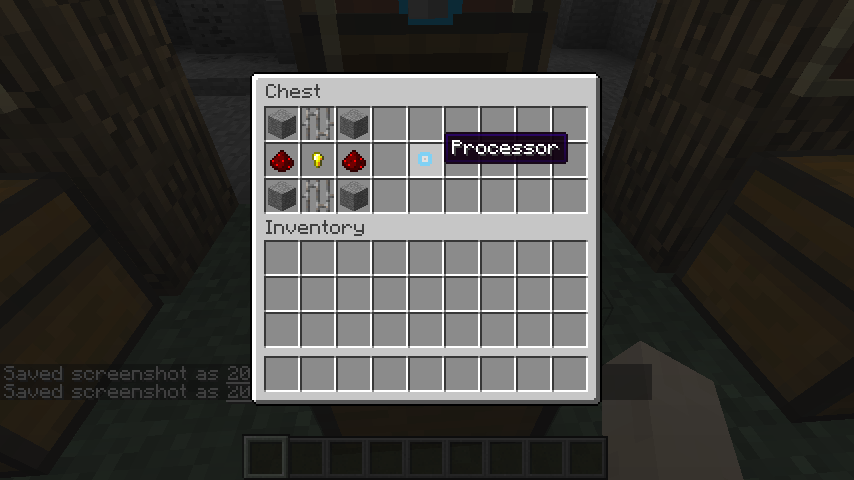 Chest
Processor
Inventory
Saved screenshot as 20
Saved screenshot as 20